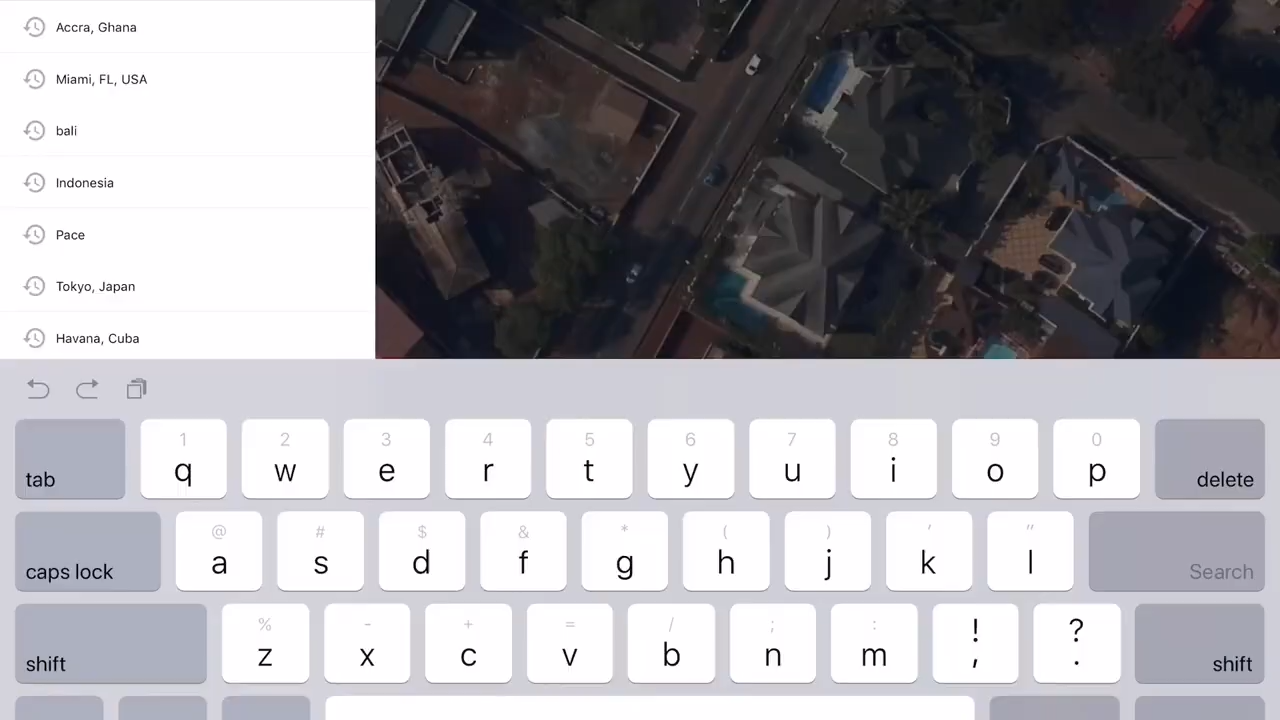 Accra, Ghana
Miami, FL, USA
bali
Indonesia
Pace
Tokyo, Japan
Havana, Cuba
1 2 3 4 5 6 7 8 9 0
tab q w e r t y u i o p delete
@ # $ & * ( ) ' "
caps lock a s d f g h j k l Search
% - + = / ; : ! ?
shift z x c v b n m , . shift